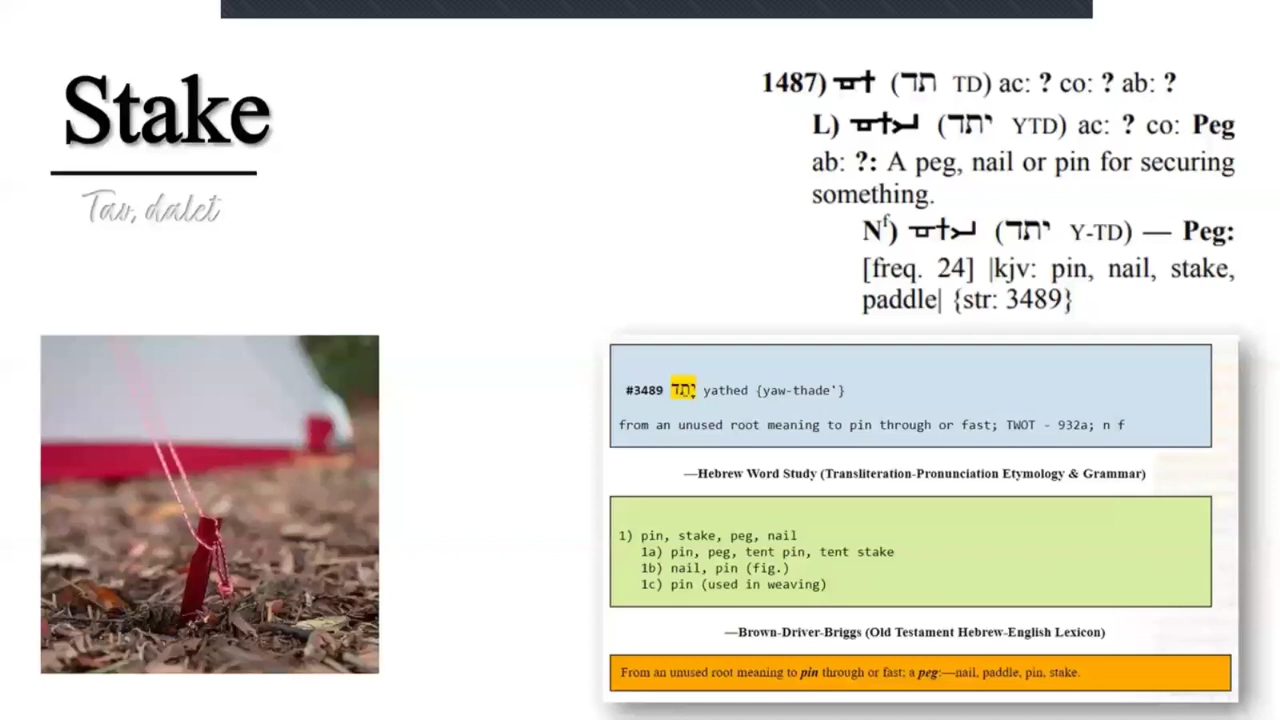 Stake
Tav, dalet
1487) (תד TD) ac: ? co: ? ab: ?
L) (יתד YTD) ac: ? co: Peg
ab: ?: A peg, nail or pin for securing
something.
Nf) (יתד Y-TD) — Peg:
[freq. 24] |kjv: pin, nail, stake,
paddle| {str: 3489}
#3489 יָתֵד yathed {yaw-thade'}
from an unused root meaning to pin through or fast; TWOT - 932a; n f
—Hebrew Word Study (Transliteration-Pronunciation Etymology & Grammar)
1) pin, stake, peg, nail
1a) pin, peg, tent pin, tent stake
1b) nail, pin (fig.)
1c) pin (used in weaving)
—Brown-Driver-Briggs (Old Testament Hebrew-English Lexicon)
From an unused root meaning to pin through or fast; a peg:—nail, paddle, pin, stake.